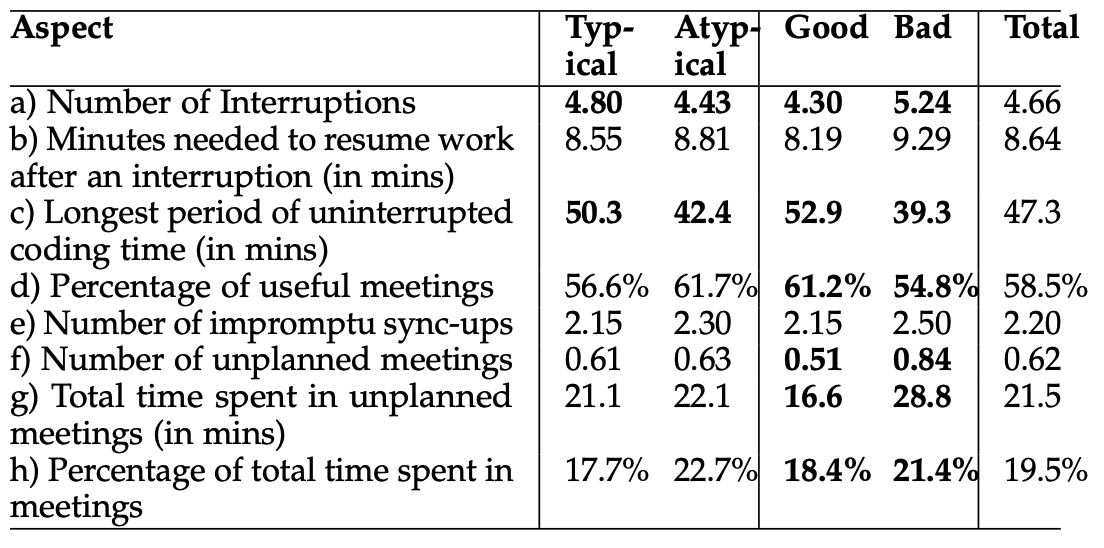 Aspect Typ- Atyp- Good Bad Total
ical ical
a) Number of Interruptions 4.80 4.43 4.30 5.24 4.66
b) Minutes needed to resume work 8.55 8.81 8.19 9.29 8.64
after an interruption (in mins)
c) Longest period of uninterrupted 50.3 42.4 52.9 39.3 47.3
coding time (in mins)
d) Percentage of useful meetings 56.6% 61.7% 61.2% 54.8% 58.5%
e) Number of impromptu sync-ups 2.15 2.30 2.15 2.50 2.20
f) Number of unplanned meetings 0.61 0.63 0.51 0.84 0.62
g) Total time spent in unplanned 21.1 22.1 16.6 28.8 21.5
meetings (in mins)
h) Percentage of total time spent in 17.7% 22.7% 18.4% 21.4% 19.5%
meetings